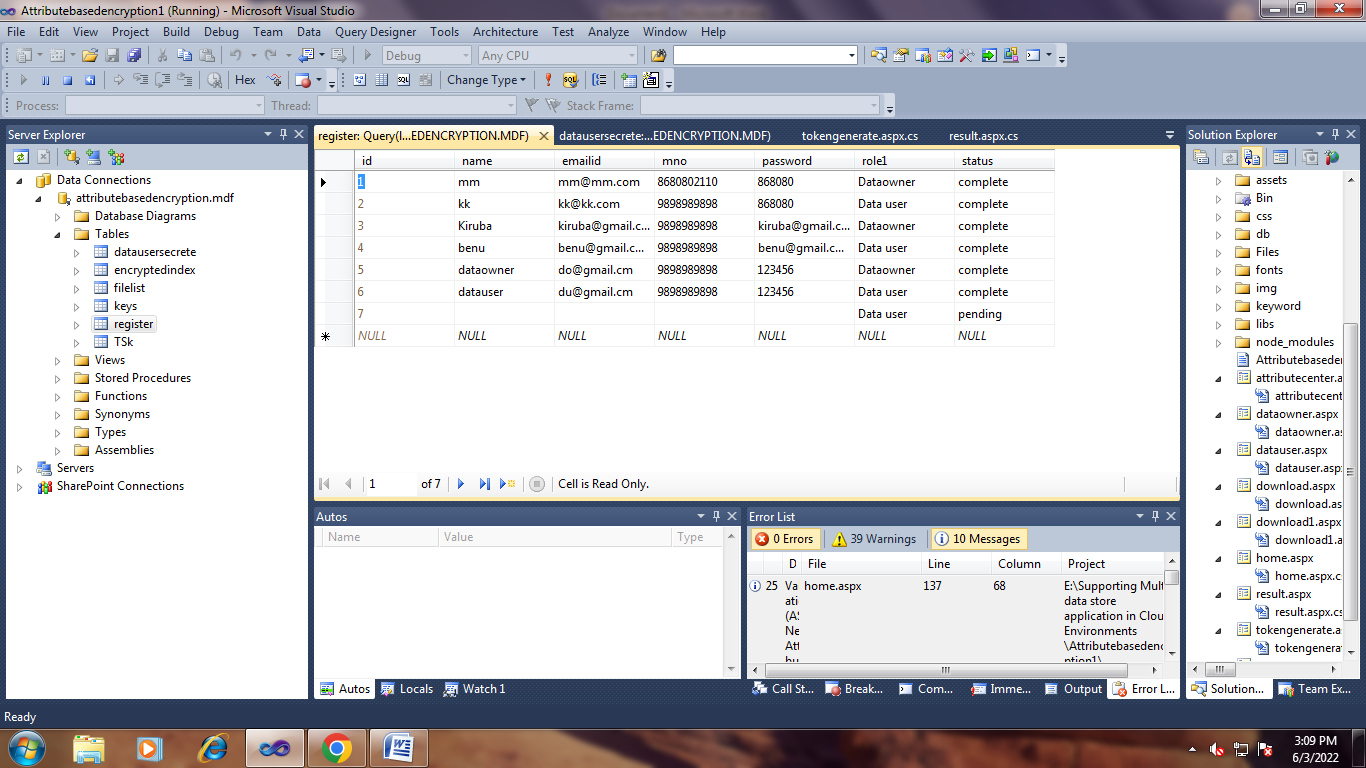 Attributebasedencryption1 (Running) - Microsoft Visual Studio
File Edit View Project Build Debug Team Data Query Designer Tools Architecture Test Analyze Window Help
Debug Any CPU
Hex Change Type
Process: Thread: Stack Frame:
Server Explorer
Data Connections
attributebasedencryption.mdf
Database Diagrams
Tables
datausersecrete
encryptedindex
filelist
keys
register
TSk
Views
Stored Procedures
Functions
Synonyms
Types
Assemblies
Servers
SharePoint Connections
register: Query(l...EDENCRYPTION.MDF) datausersecrete:...EDENCRYPTION.MDF) tokengenerate.aspx.cs result.aspx.cs
id name emailid mno password role1 status
1 mm mm@mm.com 8680802110 868080 Dataowner complete
2 kk kk@kk.com 9898989898 868080 Data user complete
3 Kiruba kiruba@gmail.c... 9898989898 kiruba@gmail.c... Dataowner complete
4 benu benu@gmail.c... 9898989898 benu@gmail.c... Data user complete
5 dataowner do@gmail.cm 9898989898 123456 Dataowner complete
6 datauser du@gmail.cm 9898989898 123456 Data user complete
7 Data user pending
NULL NULL NULL NULL NULL NULL NULL
1 of 7 Cell is Read Only.
Autos
Name Value Type
Autos Locals Watch 1
Error List
0 Errors 39 Warnings 10 Messages
D File Line Column Project
25 Va home.aspx 137 68 E:\Supporting Mult
ati data store
(AS application in Clou
Ne Environments
Att \Attributebasedenc
bu ption1\
Call St... Break... Com... Imme... Output Error L...
Solution Explorer
assets
Bin
css
db
Files
fonts
img
keyword
libs
node_modules
Attributebaseder
attributecenter.a
attributecent
dataowner.aspx
dataowner.as
datauser.aspx
datauser.asp
download.aspx
download.as
download1.aspx
download1.a
home.aspx
home.aspx.c
result.aspx
result.aspx.cs
tokengenerate.as
tokengenerat
Solution... Team Ex...
Ready
3:09 PM
6/3/2022